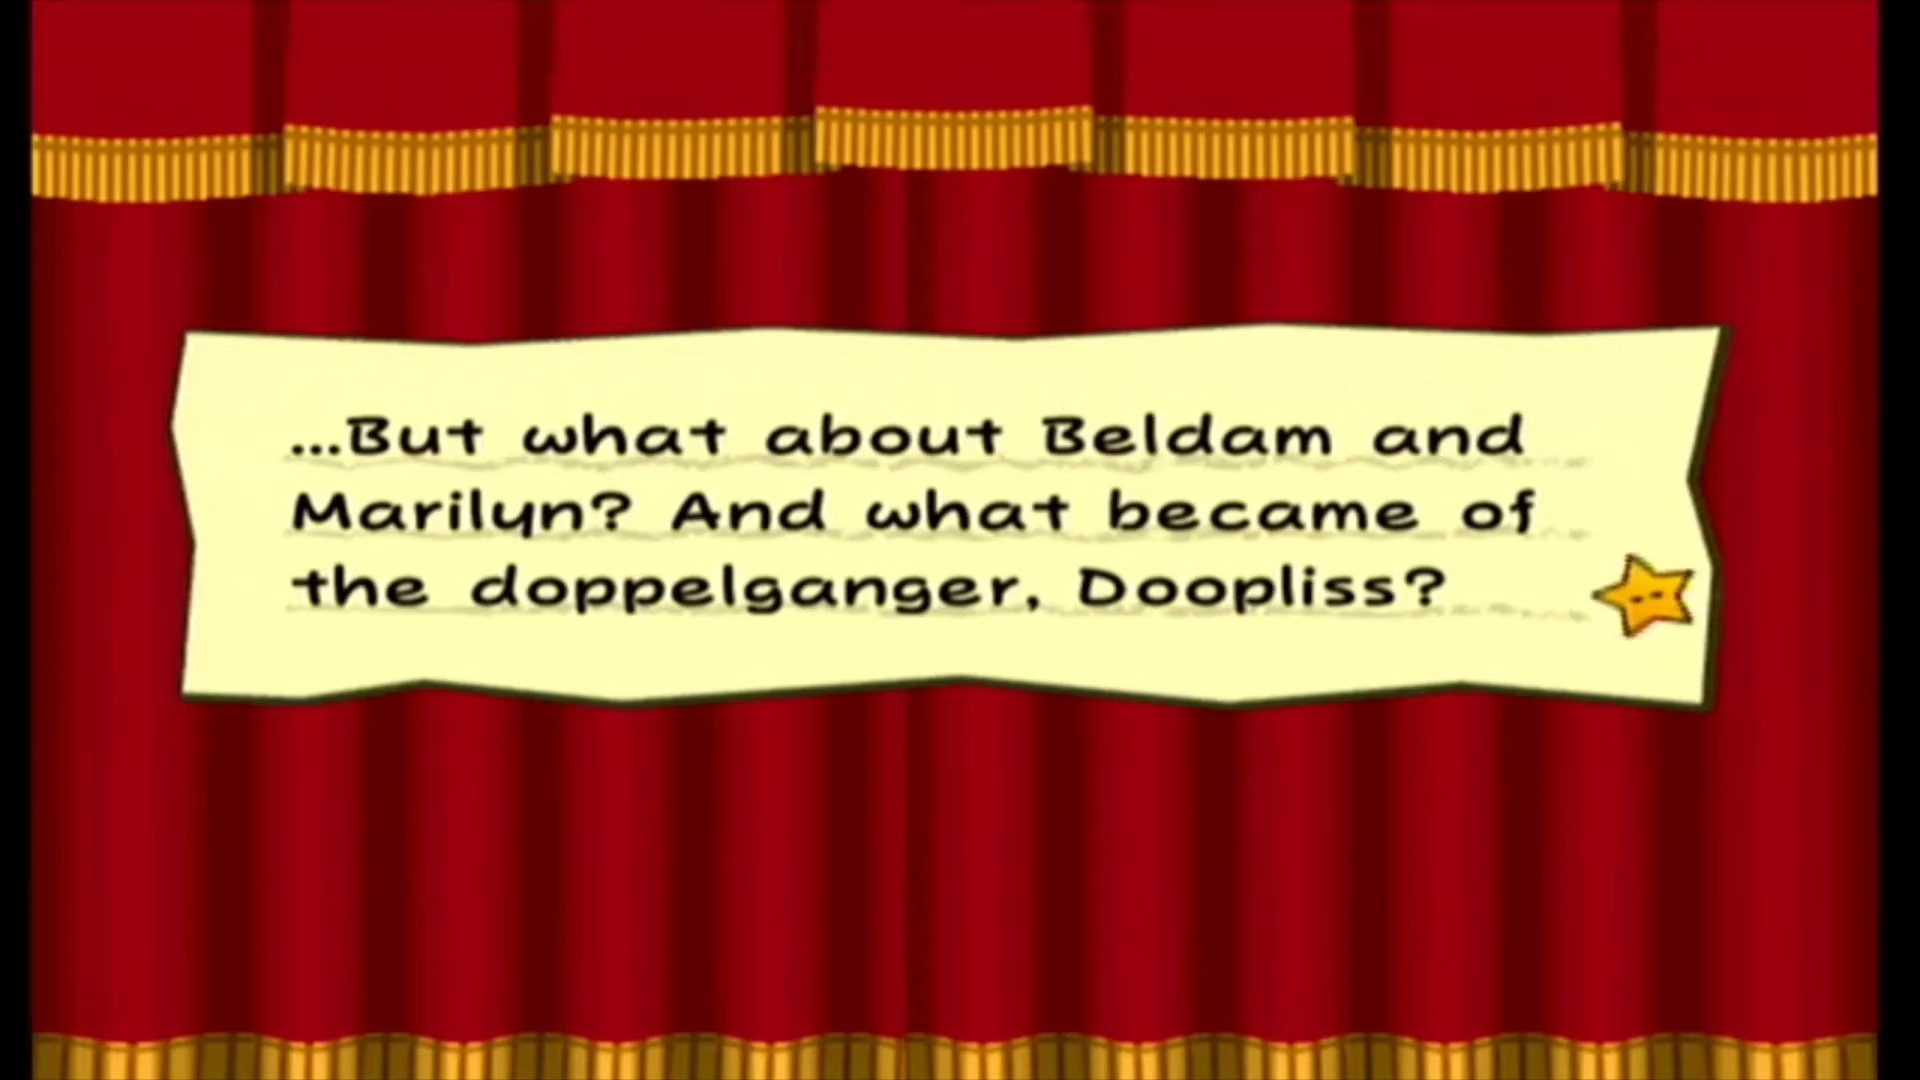 ...But what about Beldam and
Marilyn? And what became of
the doppelganger, Doopliss?